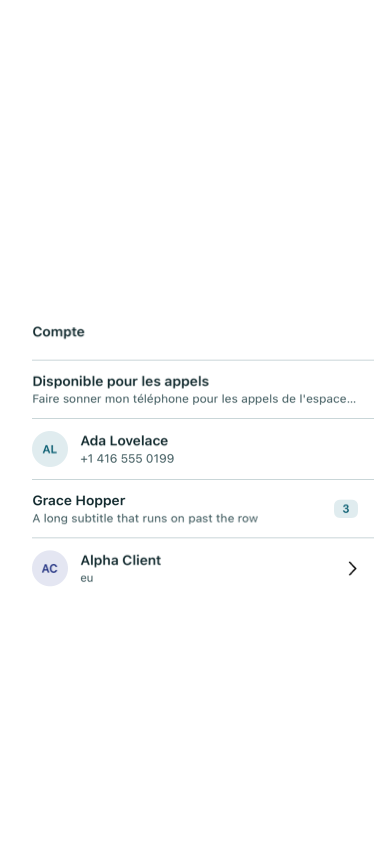 Compte
Disponible pour les appels
Faire sonner mon téléphone pour les appels de l'espace…
AL
Ada Lovelace
+1 416 555 0199
Grace Hopper
A long subtitle that runs on past the row
3
AC
Alpha Client
eu